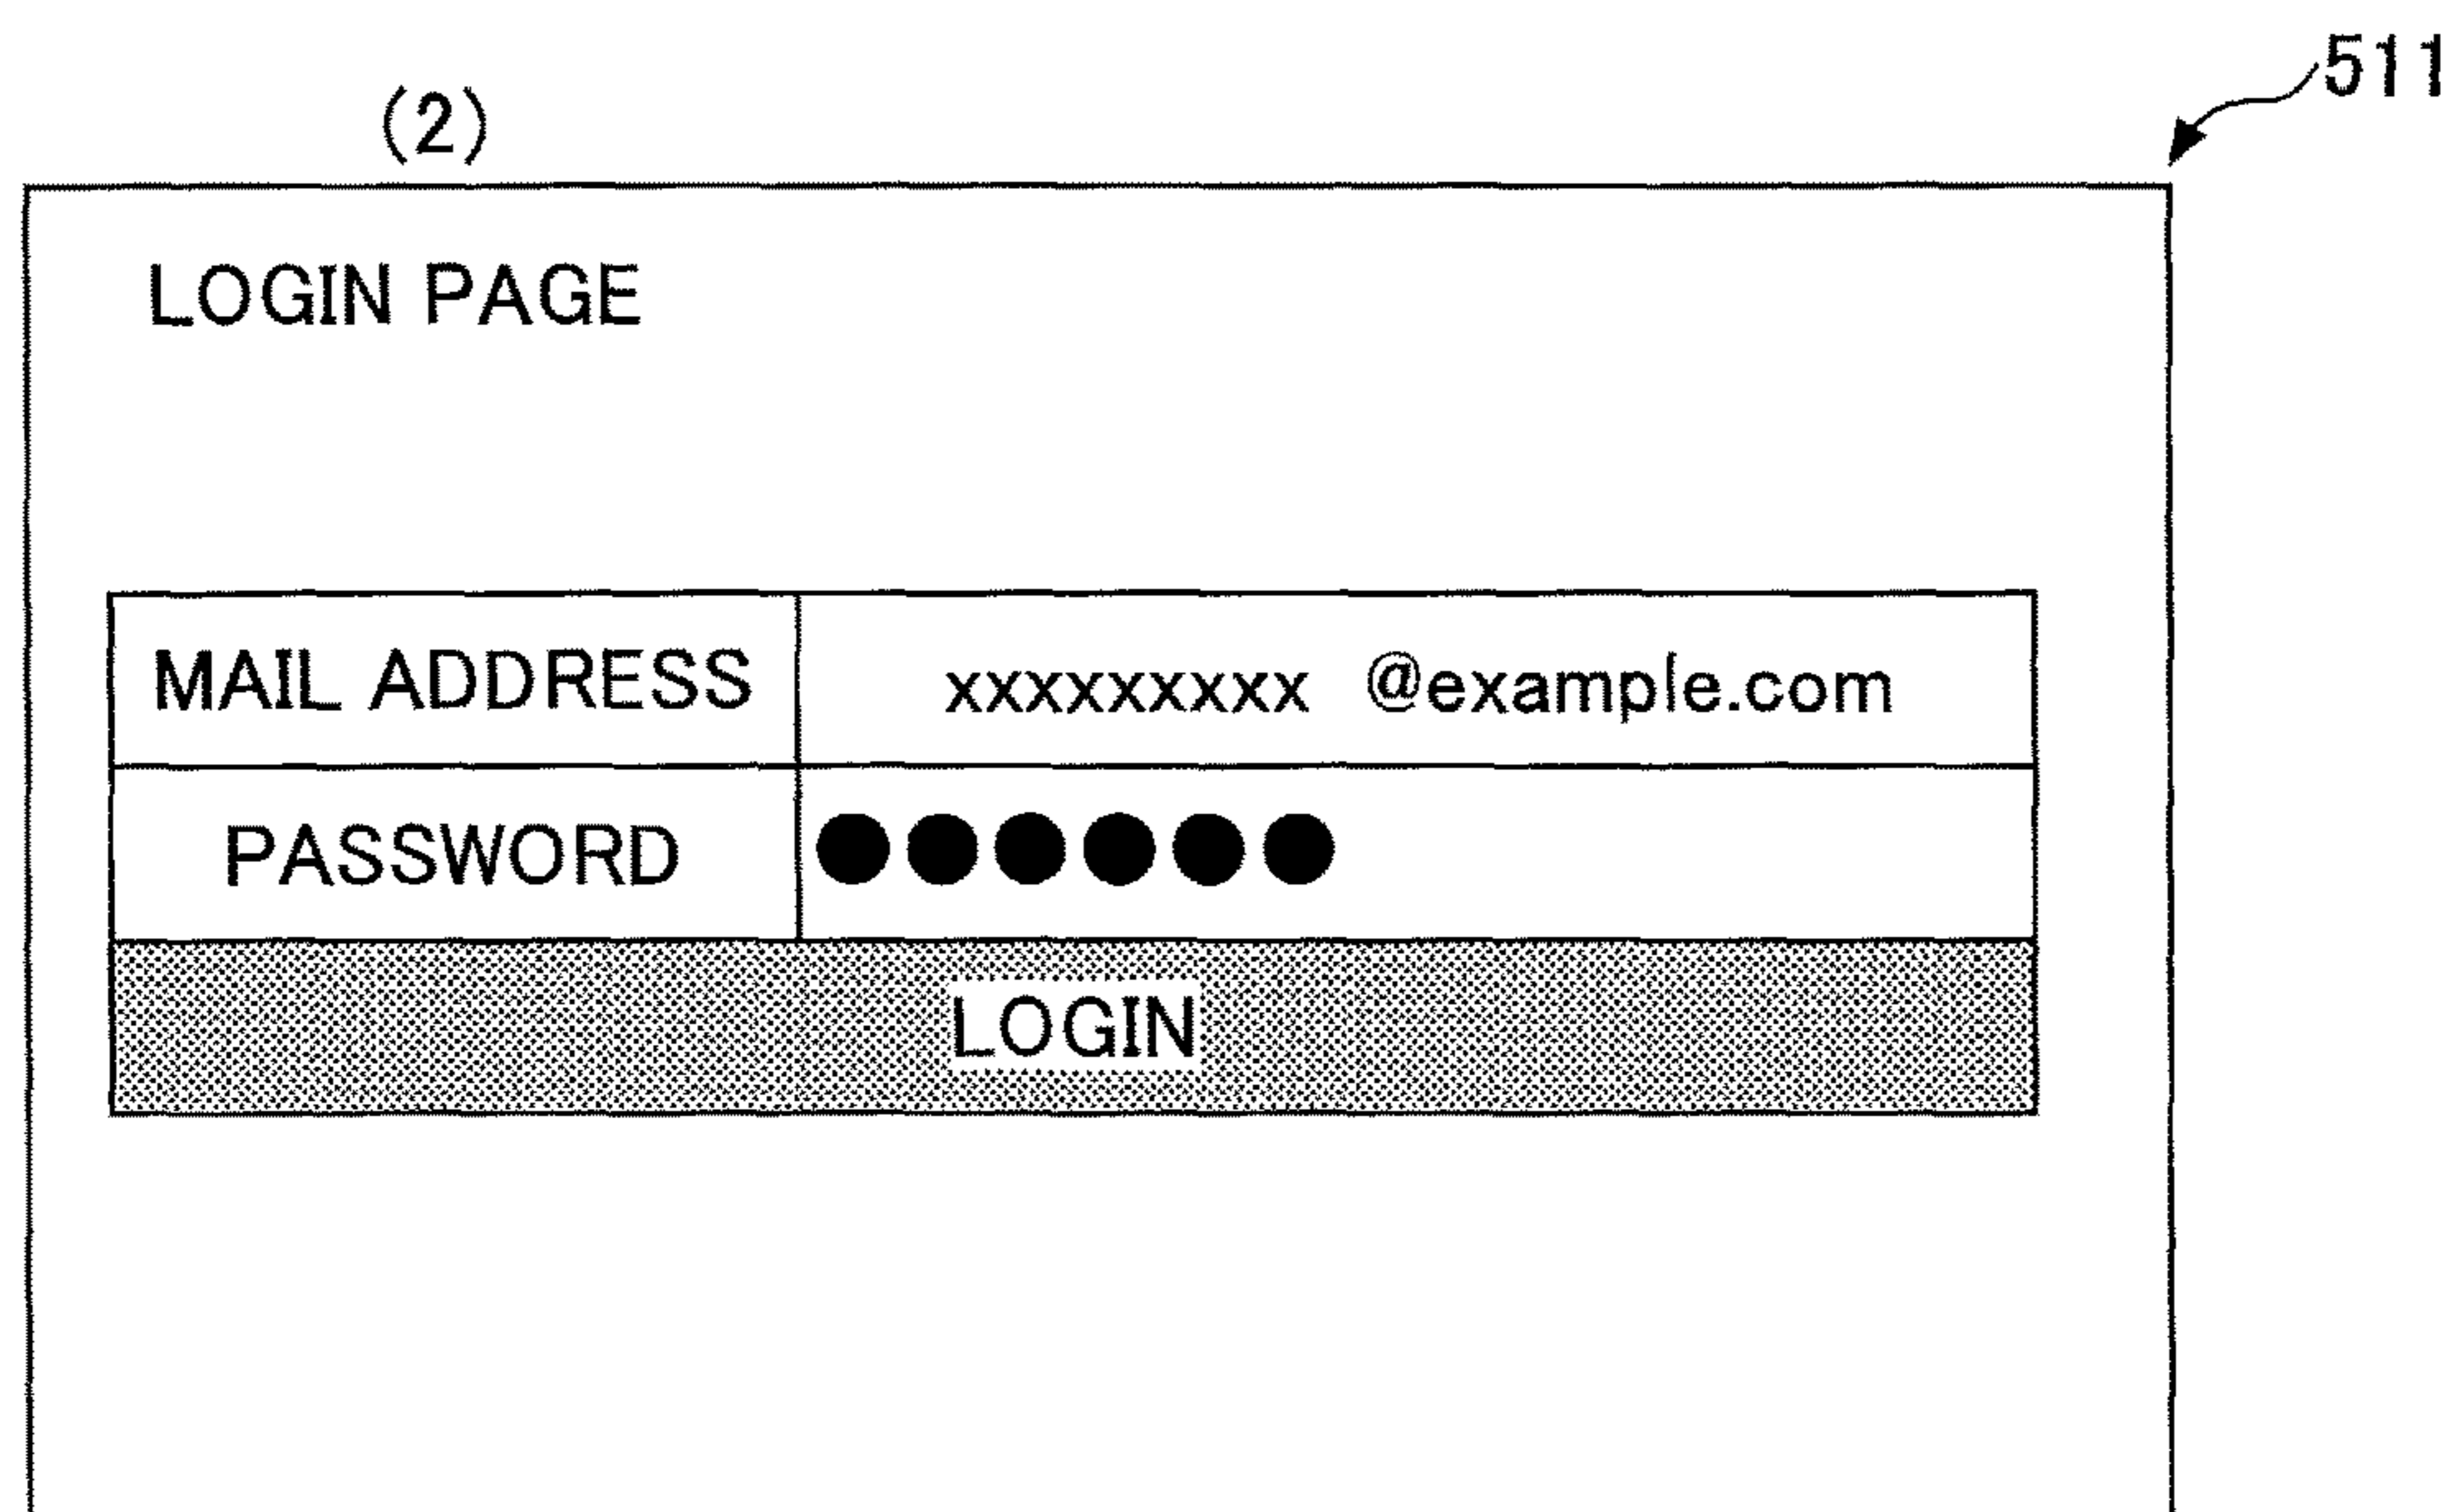 511
(2)
LOGIN PAGE
MAIL ADDRESS xxxxxxxxx @example.com
PASSWORD ●●●●●●
LOGIN